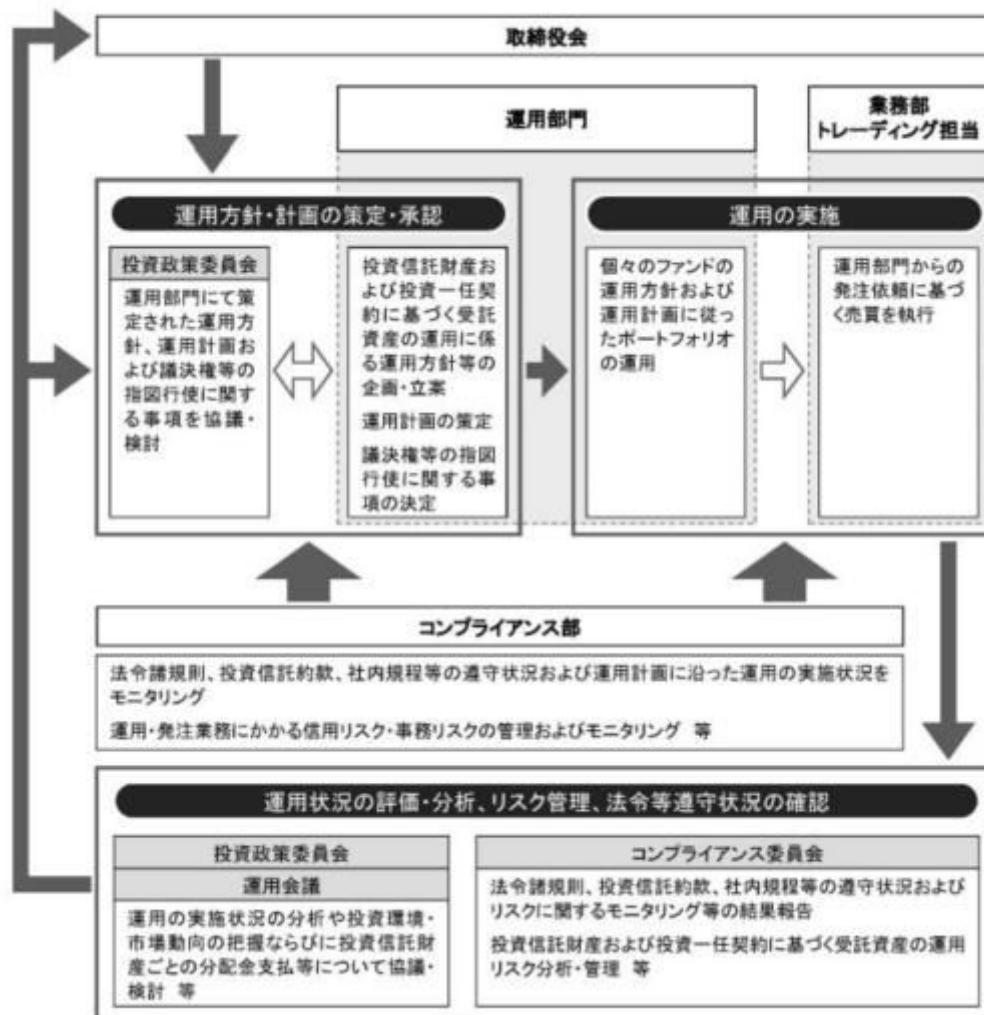 取締役会
運用部門
業務部
トレーディング担当
運用方針・計画の策定・承認
投資政策委員会
運用部門にて策
定された運用方
針、運用計画お
よび議決権等の
指図行使に関す
る事項を協議・
検討
投資信託財産お
よび投資一任契
約に基づく受託
資産の運用に係
る運用方針等の
企画・立案
運用計画の策定
議決権等の指図
行使に関する事
項の決定
運用の実施
個々のファンドの
運用方針および
運用計画に従っ
たポートフォリオ
の運用
運用部門からの
発注依頼に基づ
く売買を執行
コンプライアンス部
法令諸規則、投資信託約款、社内規程等の遵守状況および運用計画に沿った運用の実施状況を
モニタリング
運用・発注業務にかかる信用リスク・事務リスクの管理およびモニタリング 等
運用状況の評価・分析、リスク管理、法令等遵守状況の確認
投資政策委員会
運用会議
運用の実施状況の分析や投資環境・
市場動向の把握ならびに投資信託財
産ごとの分配金支払等について協議・
検討 等
コンプライアンス委員会
法令諸規則、投資信託約款、社内規程等の遵守状況および
リスクに関するモニタリング等の結果報告
投資信託財産および投資一任契約に基づく受託資産の運用
リスク分析・管理 等